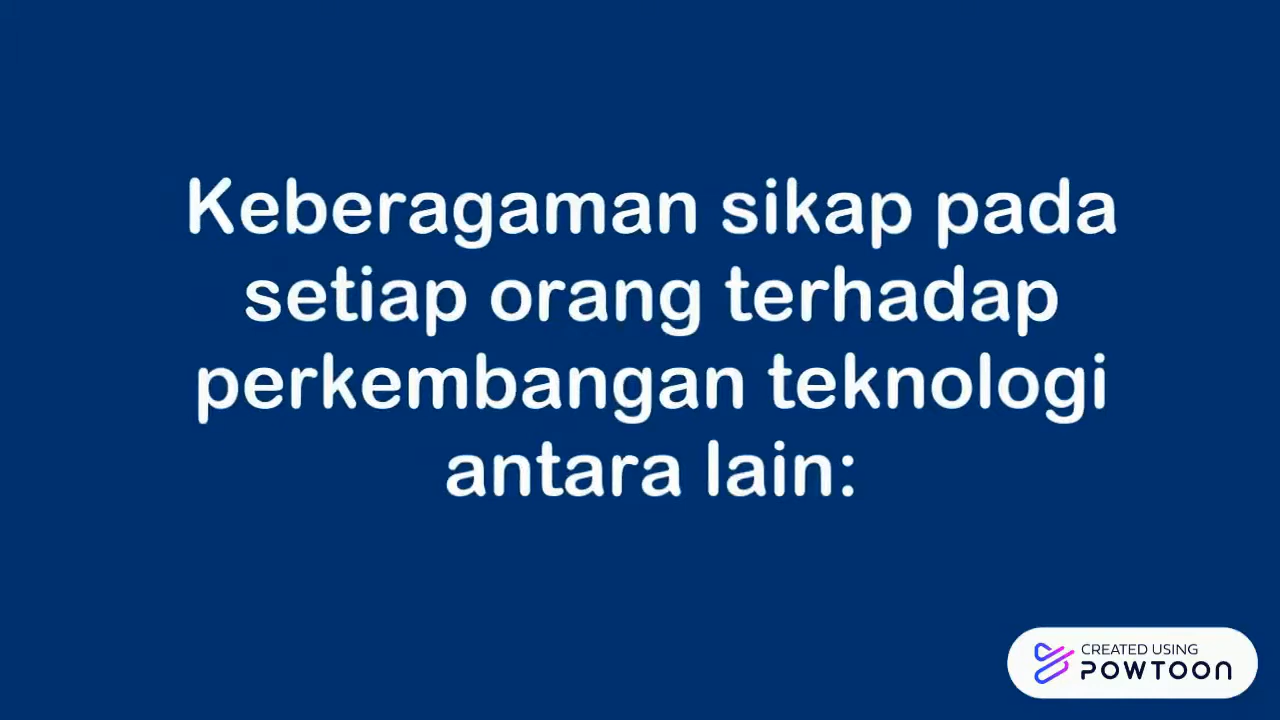 Keberagaman sikap pada
setiap orang terhadap
perkembangan teknologi
antara lain:
CREATED USING
POWTOON